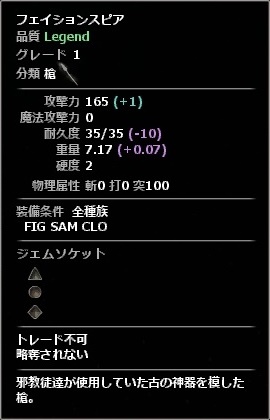 フェイションスピア
品質 Legend
グレード 1
分類 槍
攻撃力 165 (+1)
魔法攻撃力 0
耐久度 35/35 (-10)
重量 7.17 (+0.07)
硬度 2
物理属性 斬0 打0 突100
装備条件 全種族
FIG SAM CLO
ジェムソケット
トレード不可
略奪されない
邪教徒達が使用していた古の神器を模した
槍。